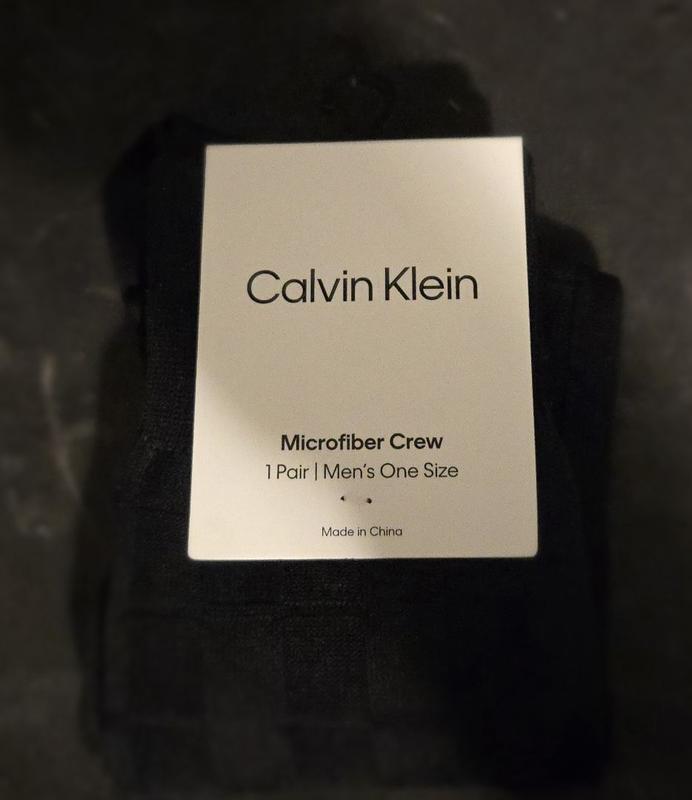 Calvin Klein
Microfiber Crew
1 Pair | Men's One Size
Made in China